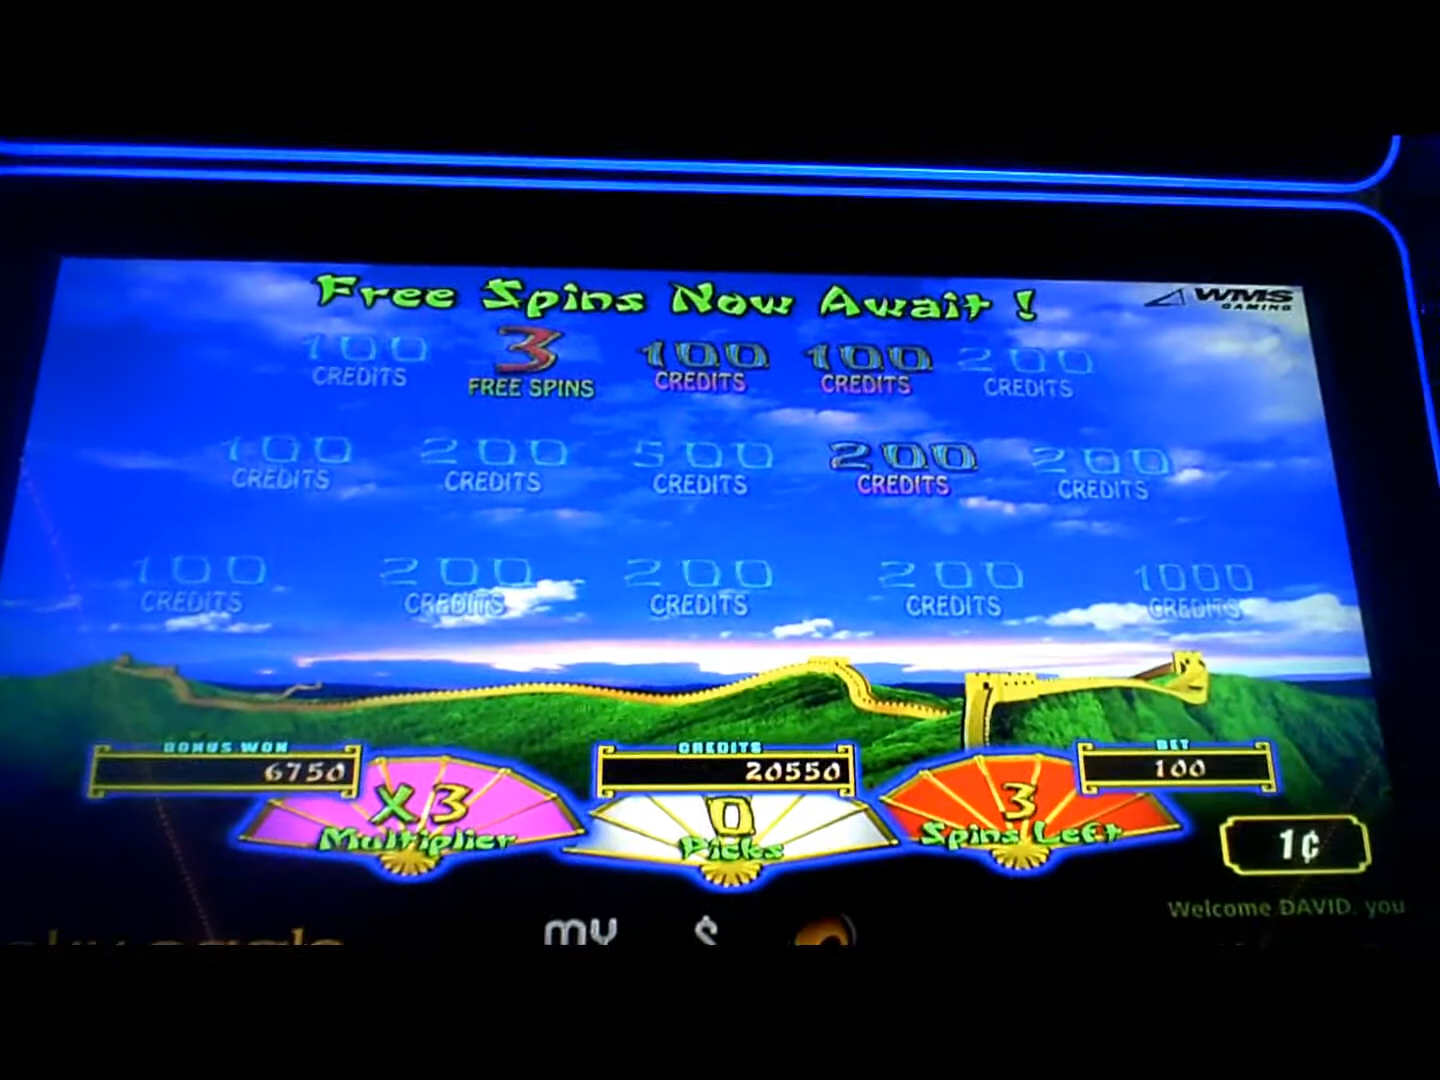 Free Spins Now Await !
WMS
GAMING
100 3 100 100 200
CREDITS FREE SPINS CREDITS CREDITS CREDITS
100 200 500 200 200
CREDITS CREDITS CREDITS CREDITS CREDITS
100 200 200 200 1000
CREDITS CREDITS CREDITS CREDITS CREDITS
BONUS WON CREDITS BET
6750 20550 100
X3 0 3
Multiplier Picks Spins Left
1¢
Welcome DAVID, you
my $